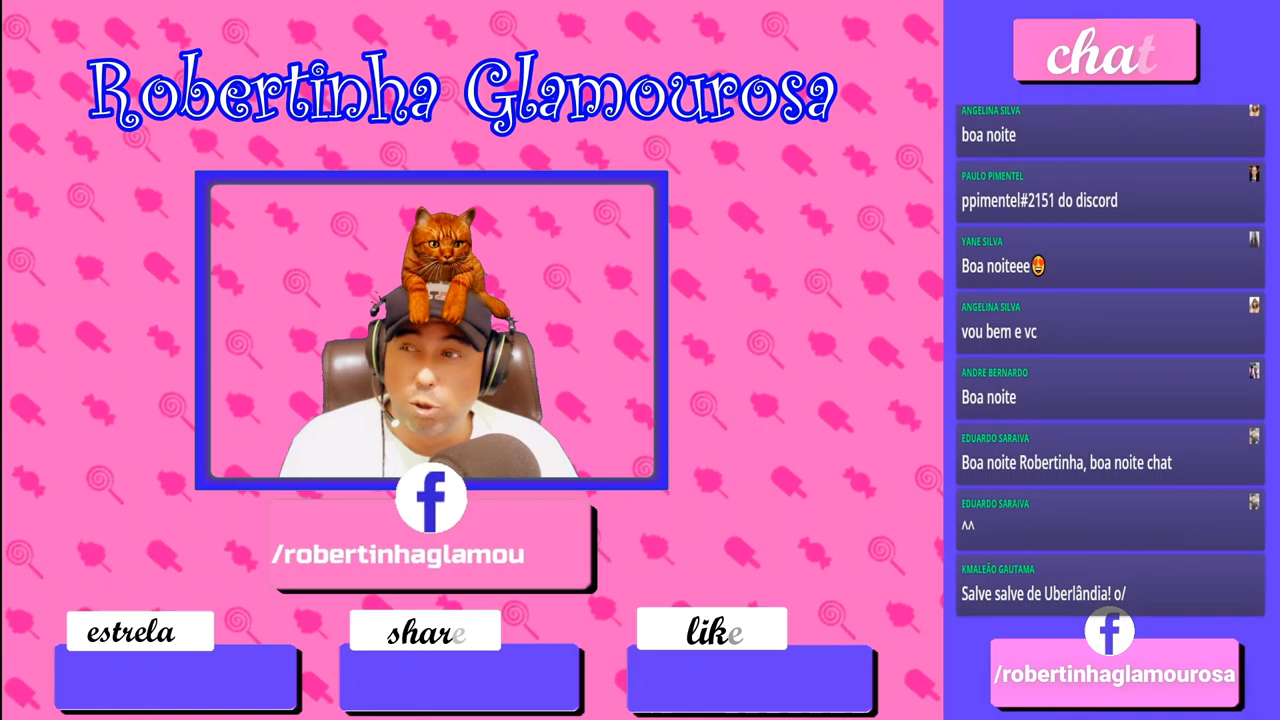 Robertinha Glamourosa
/robertinhaglamou
estrela
share
like
chat
ANGELINA SILVA
boa noite
PAULO PIMENTEL
ppimentel#2151 do discord
YANE SILVA
Boa noiteee😍
ANGELINA SILVA
vou bem e vc
ANDRE BERNARDO
Boa noite
EDUARDO SARAIVA
Boa noite Robertinha, boa noite chat
EDUARDO SARAIVA
^^
KMALEÃO GAUTAMA
Salve salve de Uberlândia! o/
/robertinhaglamourosa